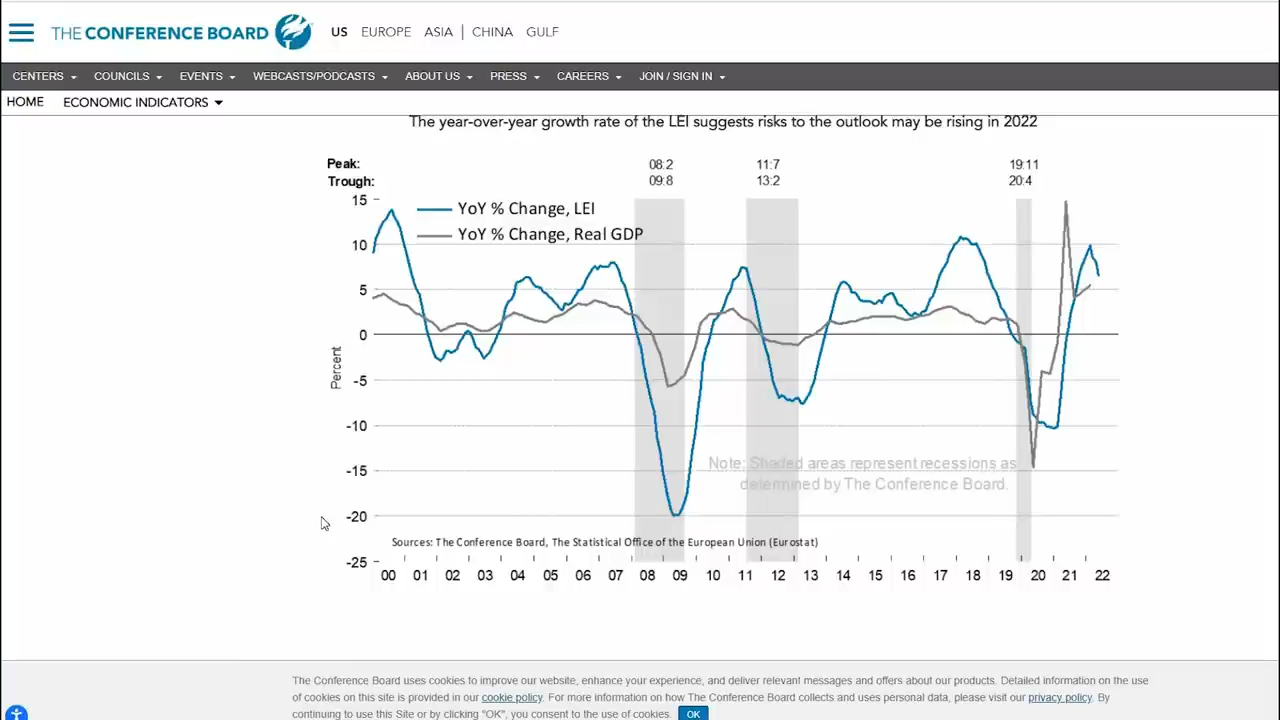 THE CONFERENCE BOARD
US EUROPE ASIA | CHINA GULF
CENTERS COUNCILS EVENTS WEBCASTS/PODCASTS ABOUT US PRESS CAREERS JOIN / SIGN IN
HOME ECONOMIC INDICATORS
The year-over-year growth rate of the LEI suggests risks to the outlook may be rising in 2022
Peak: 08:2 11:7 19:11
Trough: 09:8 13:2 20:4
15
YoY % Change, LEI
YoY % Change, Real GDP
10
5
0
Percent
-5
-10
-15
Note: Shaded areas represent recessions as
determined by The Conference Board.
-20
Sources: The Conference Board, The Statistical Office of the European Union (Eurostat)
-25
00 01 02 03 04 05 06 07 08 09 10 11 12 13 14 15 16 17 18 19 20 21 22
The Conference Board uses cookies to improve our website, enhance your experience, and deliver relevant messages and offers about our products. Detailed information on the use
of cookies on this site is provided in our cookie policy. For more information on how The Conference Board collects and uses personal data, please visit our privacy policy. By
continuing to use this Site or by clicking "OK", you consent to the use of cookies. OK